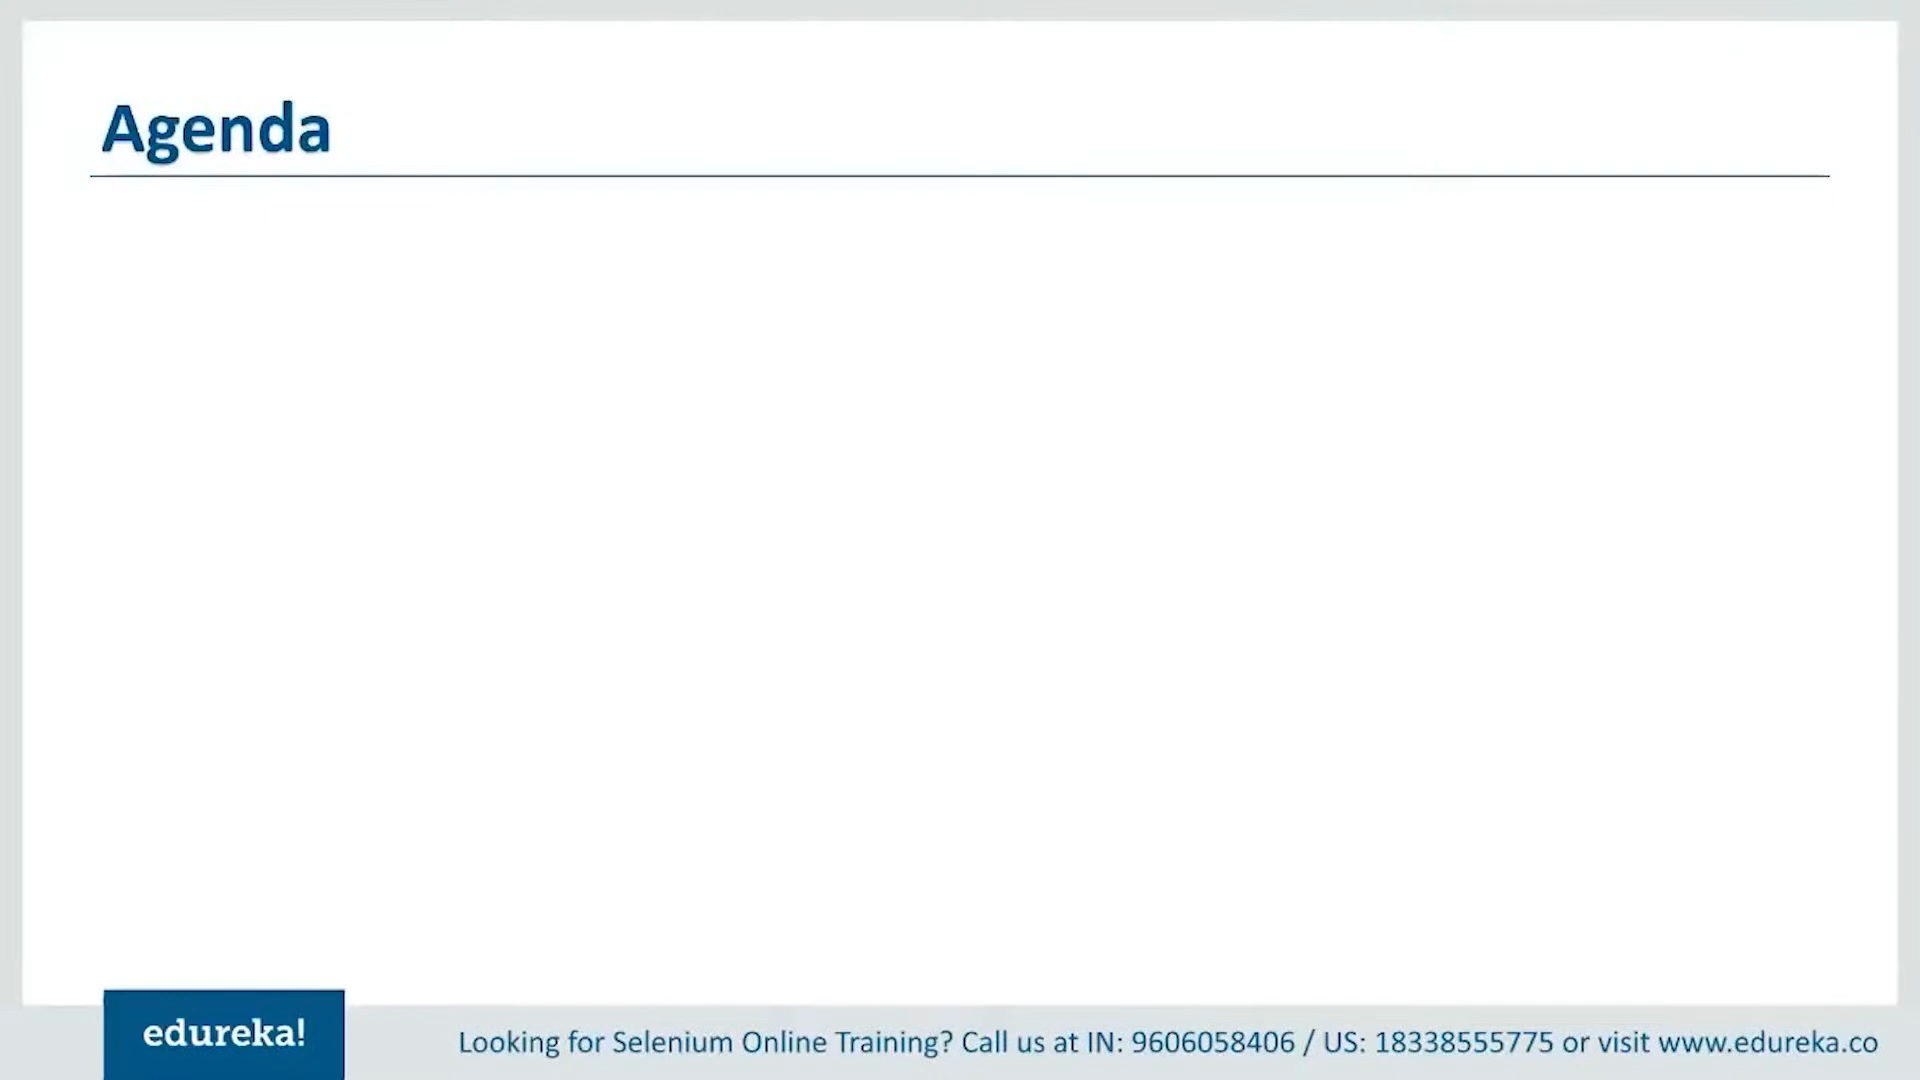 Agenda
edureka!
Looking for Selenium Online Training? Call us at IN: 9606058406 / US: 18338555775 or visit www.edureka.co